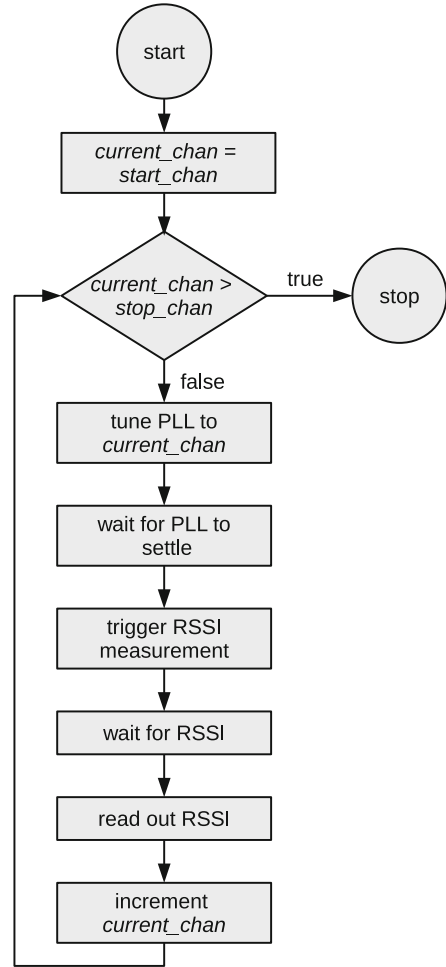 start
current_chan =
start_chan
current_chan >
stop_chan
true
stop
false
tune PLL to
current_chan
wait for PLL to
settle
trigger RSSI
measurement
wait for RSSI
read out RSSI
increment
current_chan